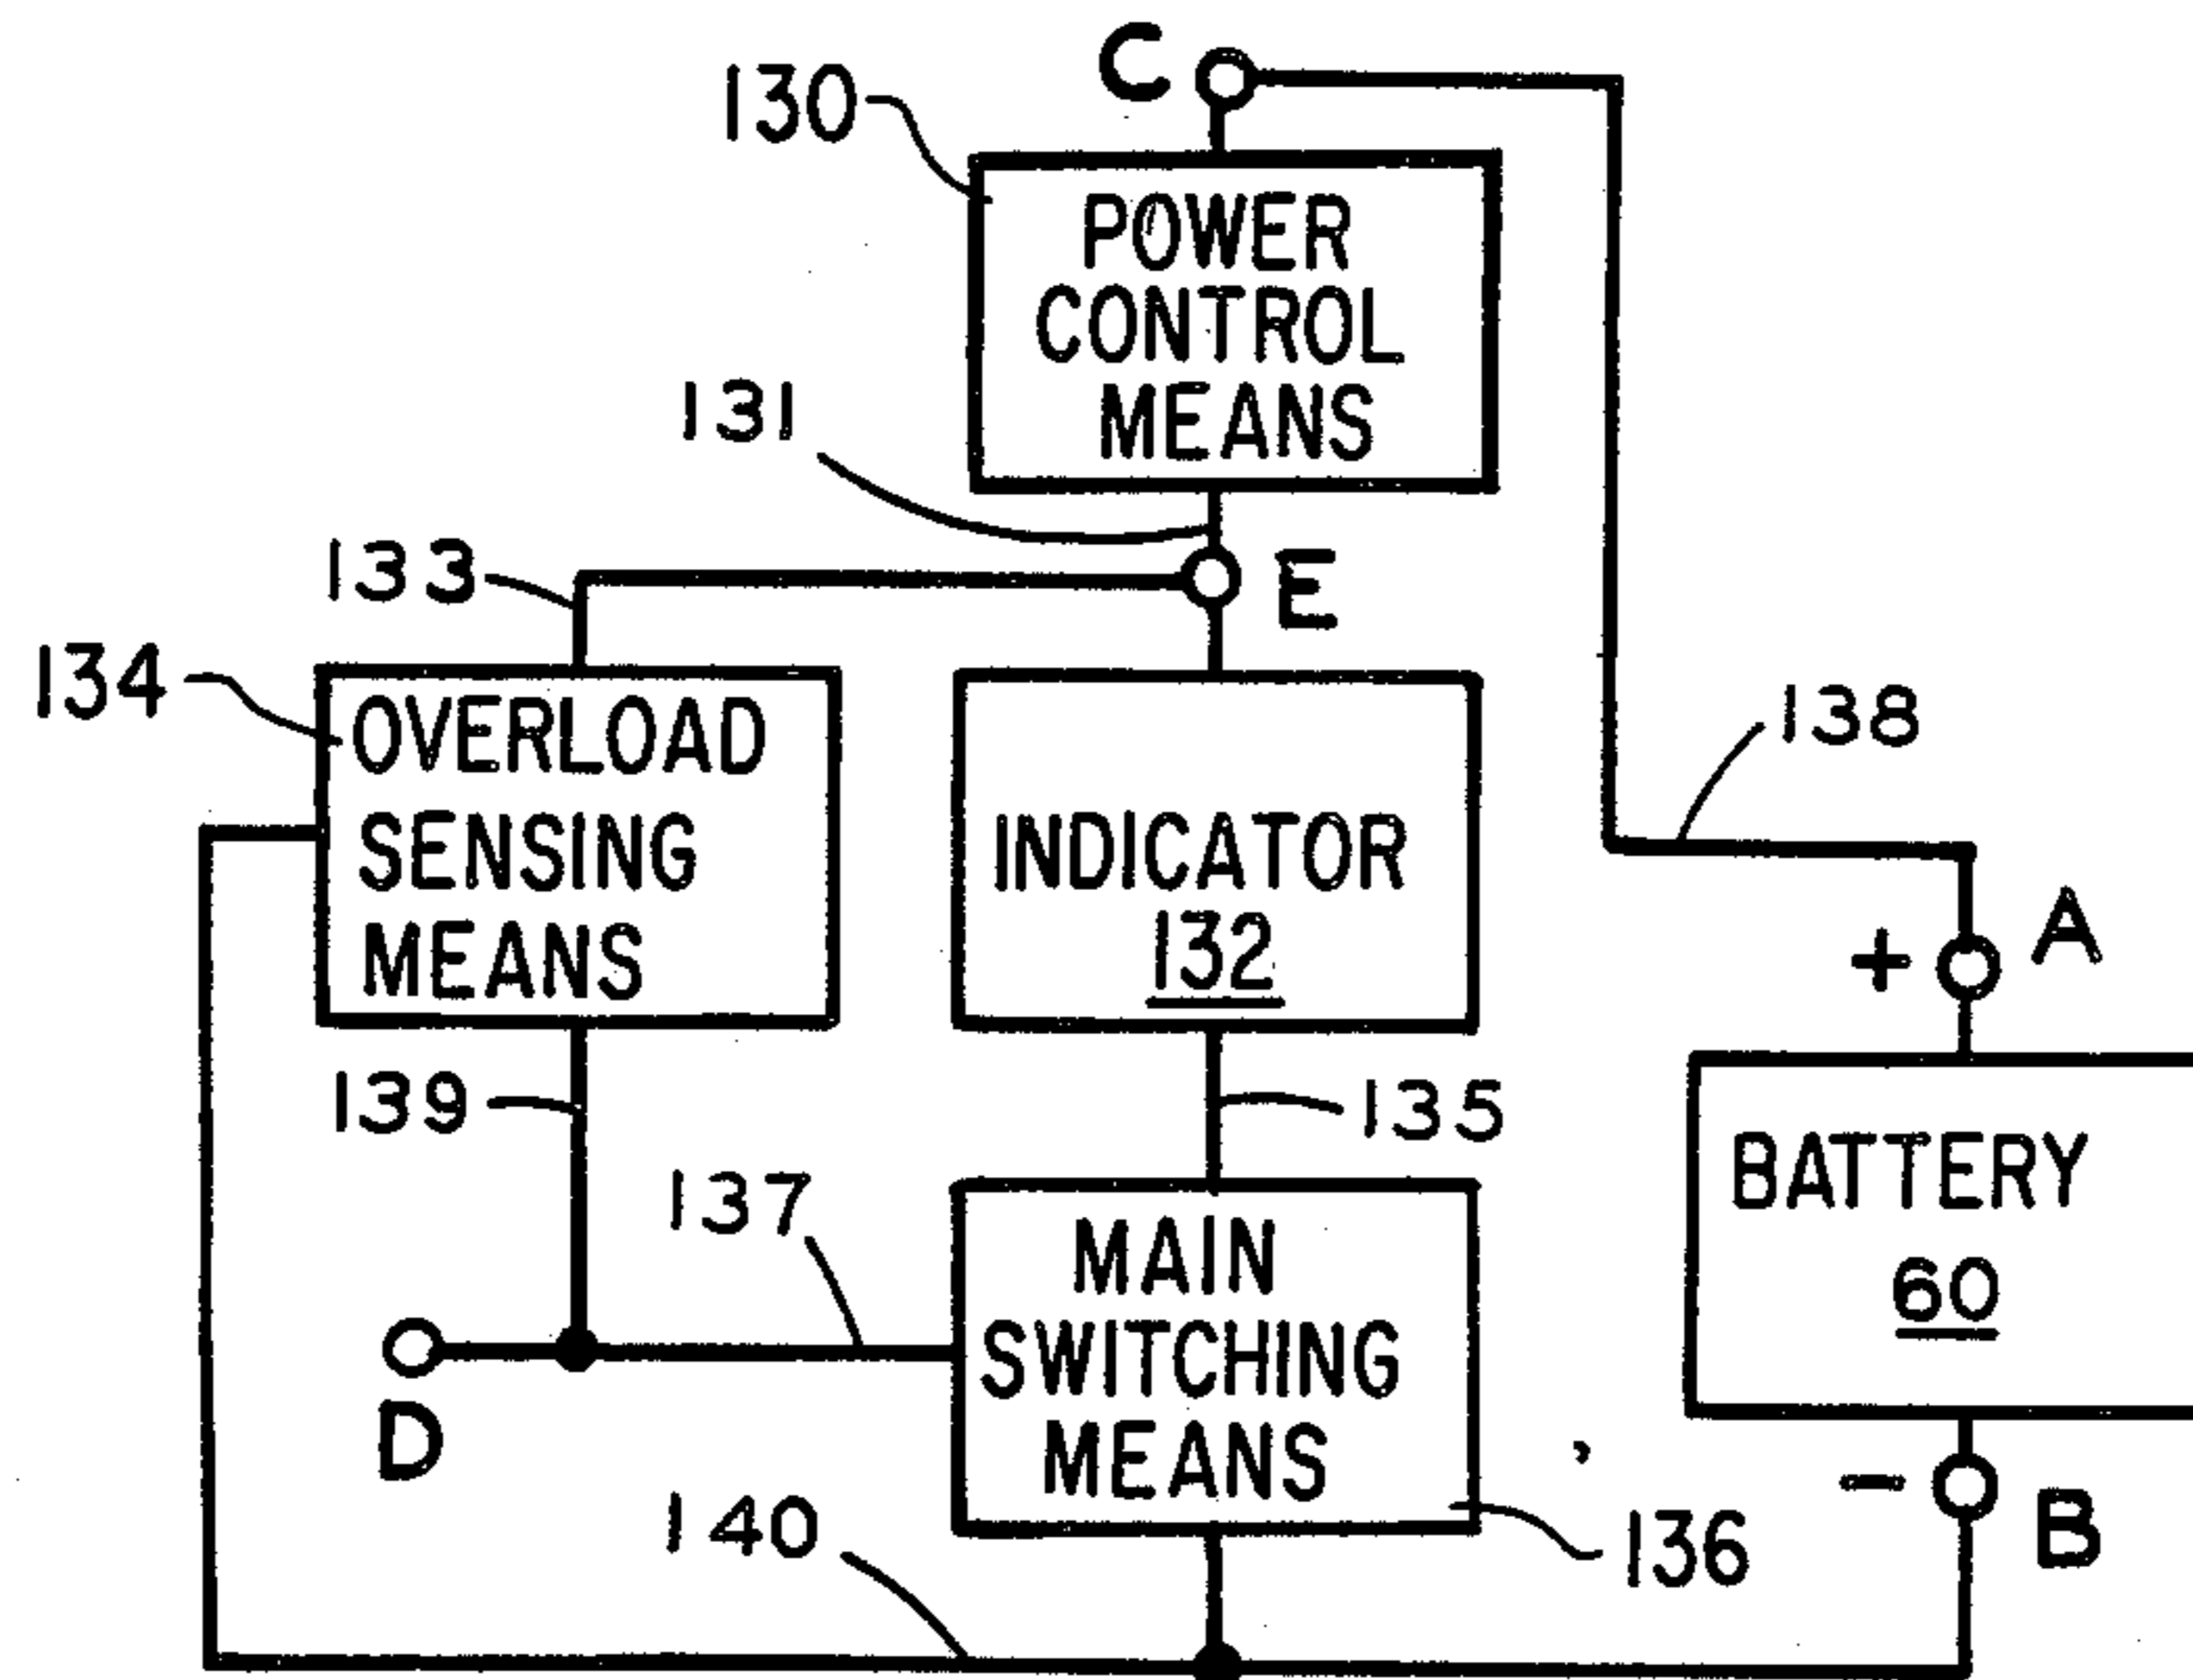 C
130
POWER
CONTROL
MEANS
131
133
E
134
OVERLOAD
SENSING
MEANS
INDICATOR
132
138
+ A
139
135
BATTERY
60
137
MAIN
SWITCHING
MEANS
D
- B
140
136